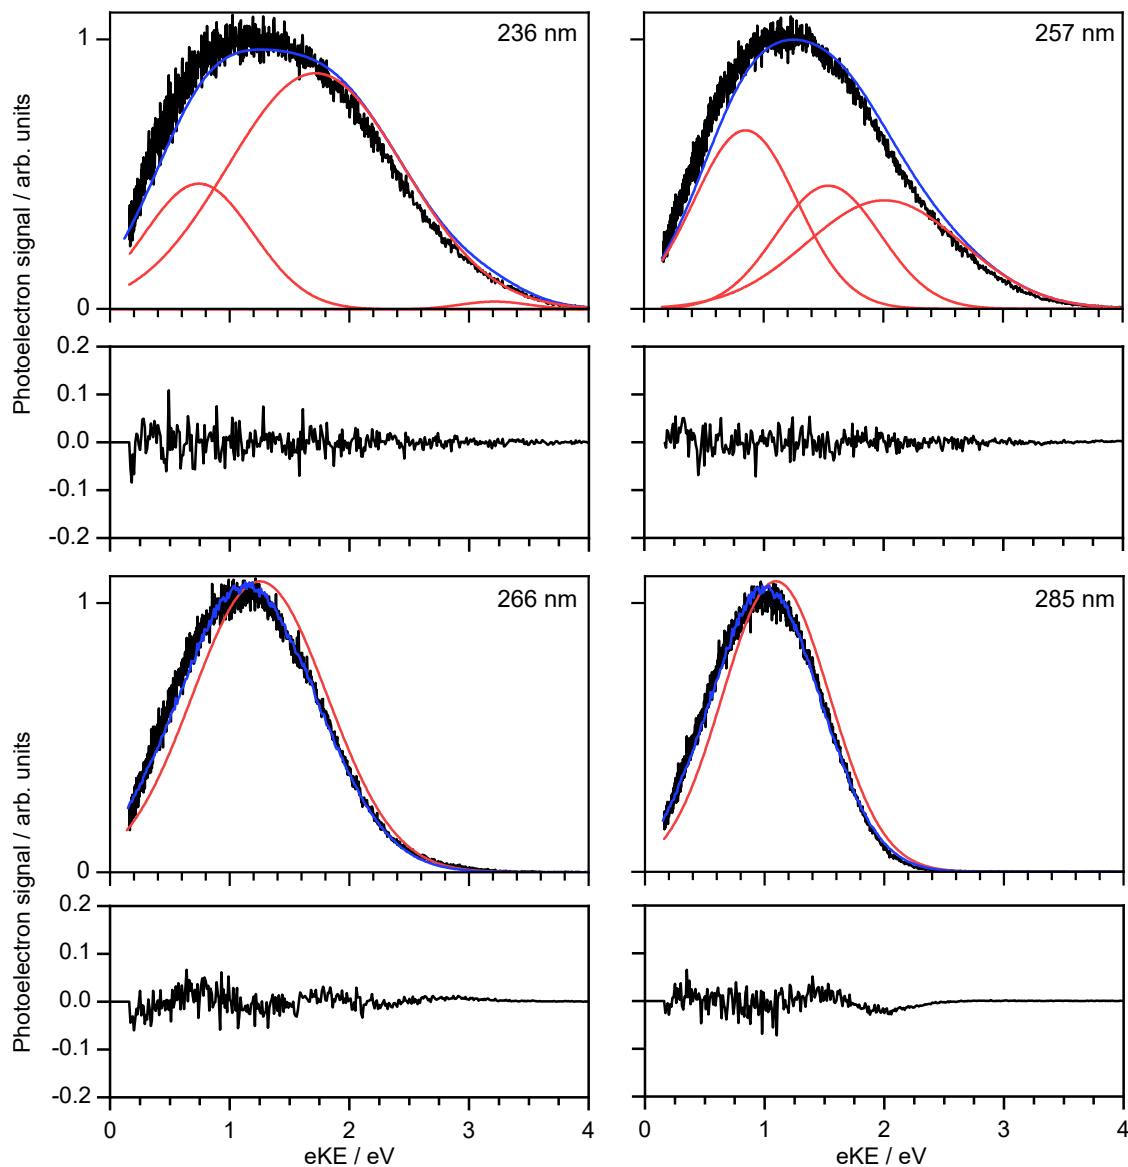 236 nm
257 nm
1
0
Photoelectron signal / arb. units
0.2
0.1
0.0
-0.1
-0.2
266 nm
285 nm
1
0
Photoelectron signal / arb. units
0.2
0.1
0.0
-0.1
-0.2
0 1 2 3 4
0 1 2 3 4
eKE / eV
eKE / eV